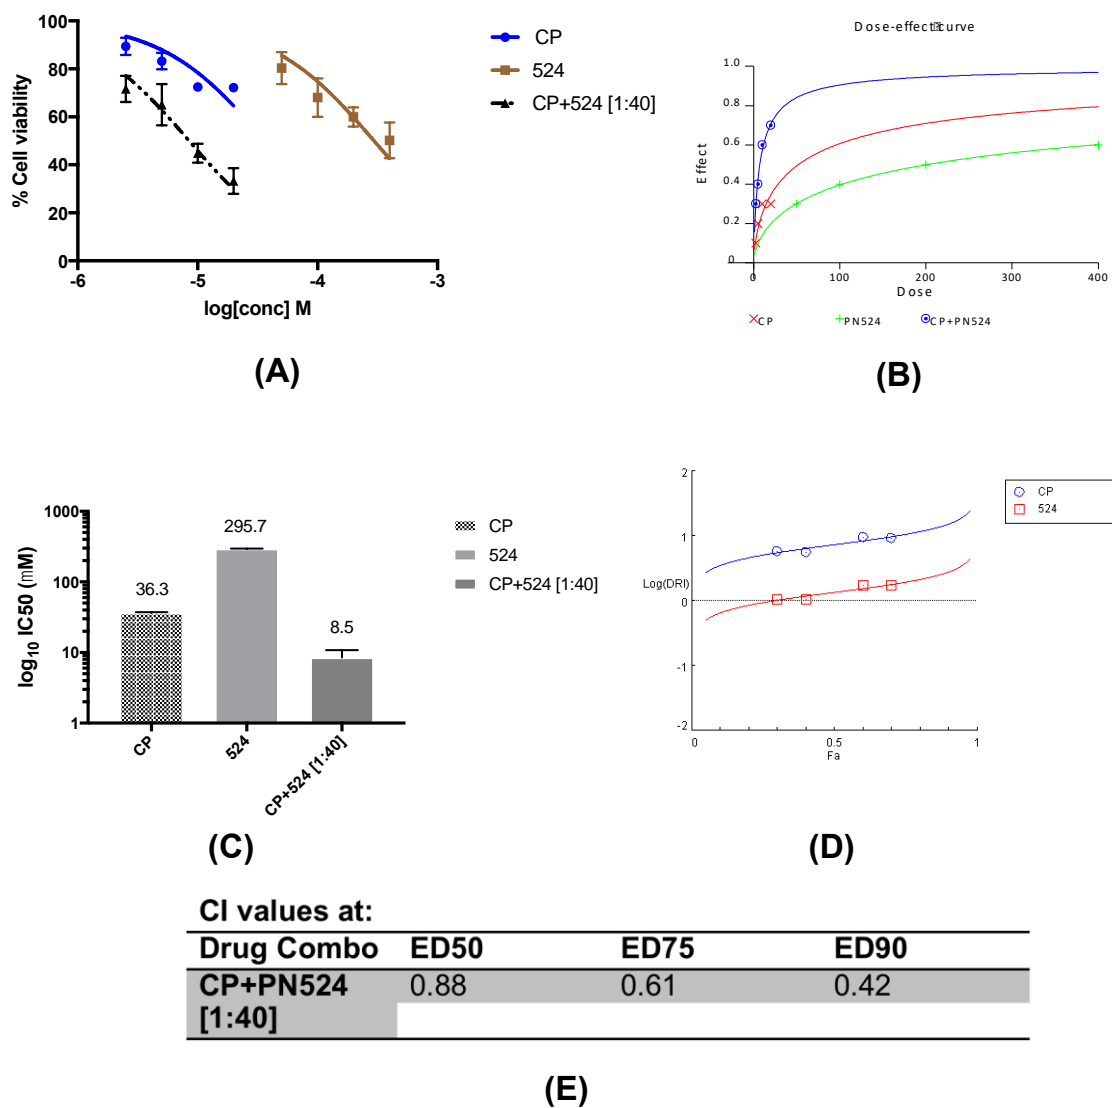 100
80
60
40
20
0
% Cell viability
-6
-5
-4
-3
log[conc] M
CP
524
CP+524 [1:40]
(A)
Dose-effect curve
1.0
0.8
0.6
0.4
0.2
0
Effect
0
100
200
300
400
Dose
CP
PN524
CP+PN524
(B)
1000
100
10
1
log10 IC50 (mM)
36.3
295.7
8.5
CP
524
CP+524 [1:40]
CP
524
CP+524 [1:40]
(C)
2
1
Log(DRI)
0
-1
-2
0
0.5
1
Fa
CP
524
(D)
CI values at:
Drug Combo ED50 ED75 ED90
CP+PN524 0.88 0.61 0.42
[1:40]
(E)